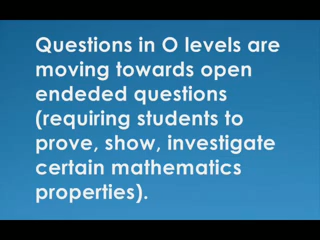 Questions in O levels are
moving towards open
endeded questions
(requiring students to
prove, show, investigate
certain mathematics
properties).